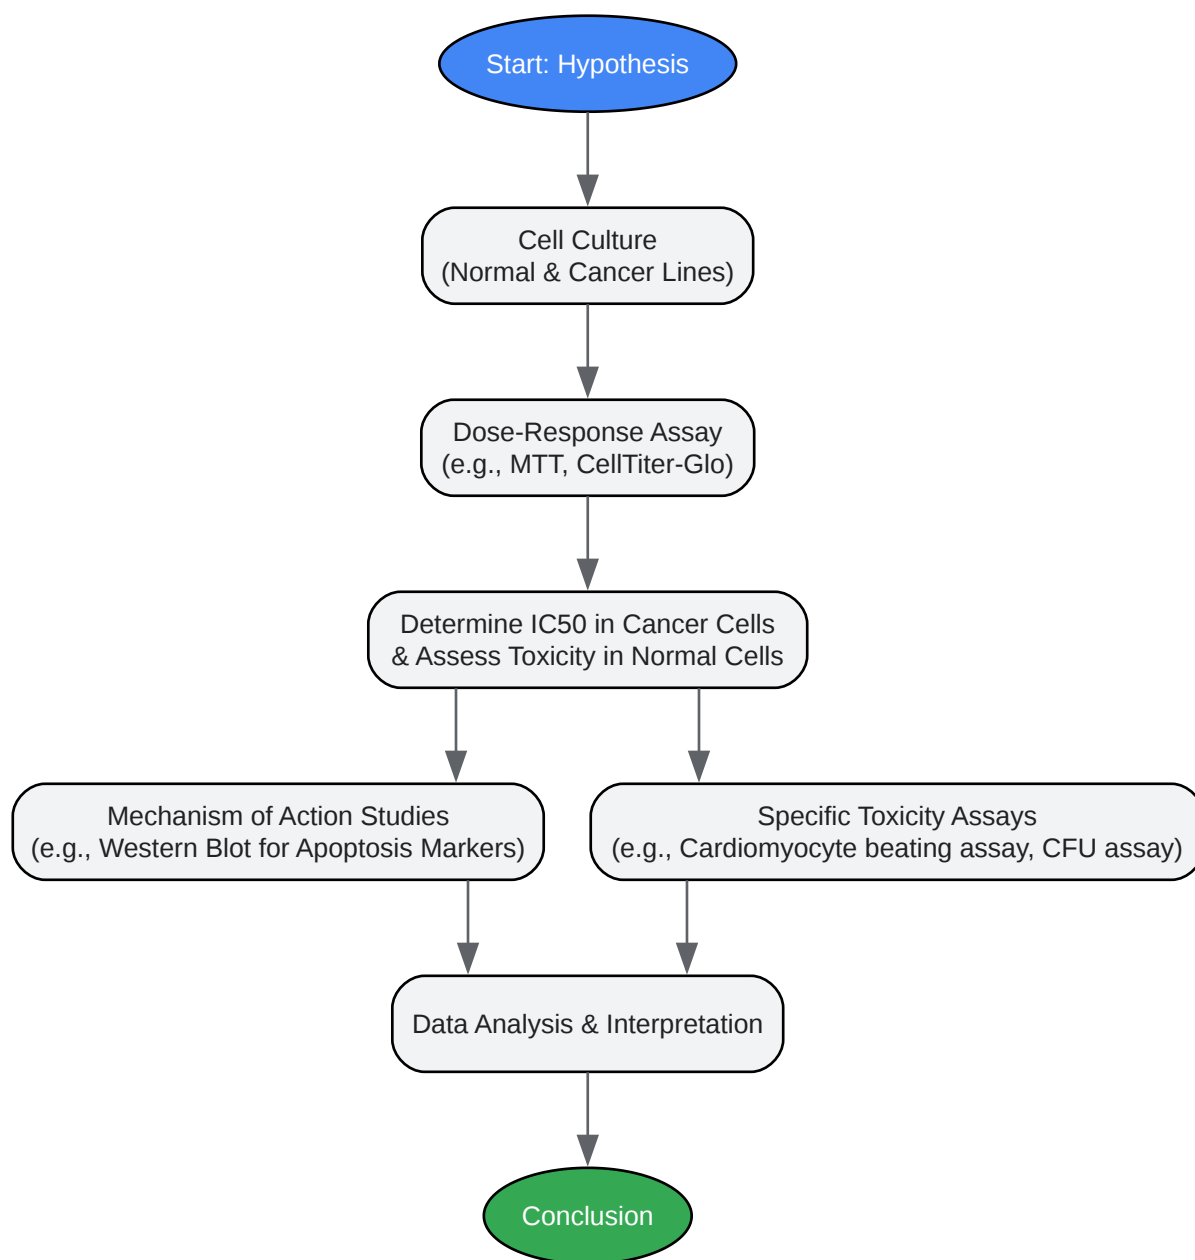 Start: Hypothesis
Cell Culture
(Normal & Cancer Lines)
Dose-Response Assay
(e.g., MTT, CellTiter-Glo)
Determine IC50 in Cancer Cells
& Assess Toxicity in Normal Cells
Mechanism of Action Studies
(e.g., Western Blot for Apoptosis Markers)
Specific Toxicity Assays
(e.g., Cardiomyocyte beating assay, CFU assay)
Data Analysis & Interpretation
Conclusion